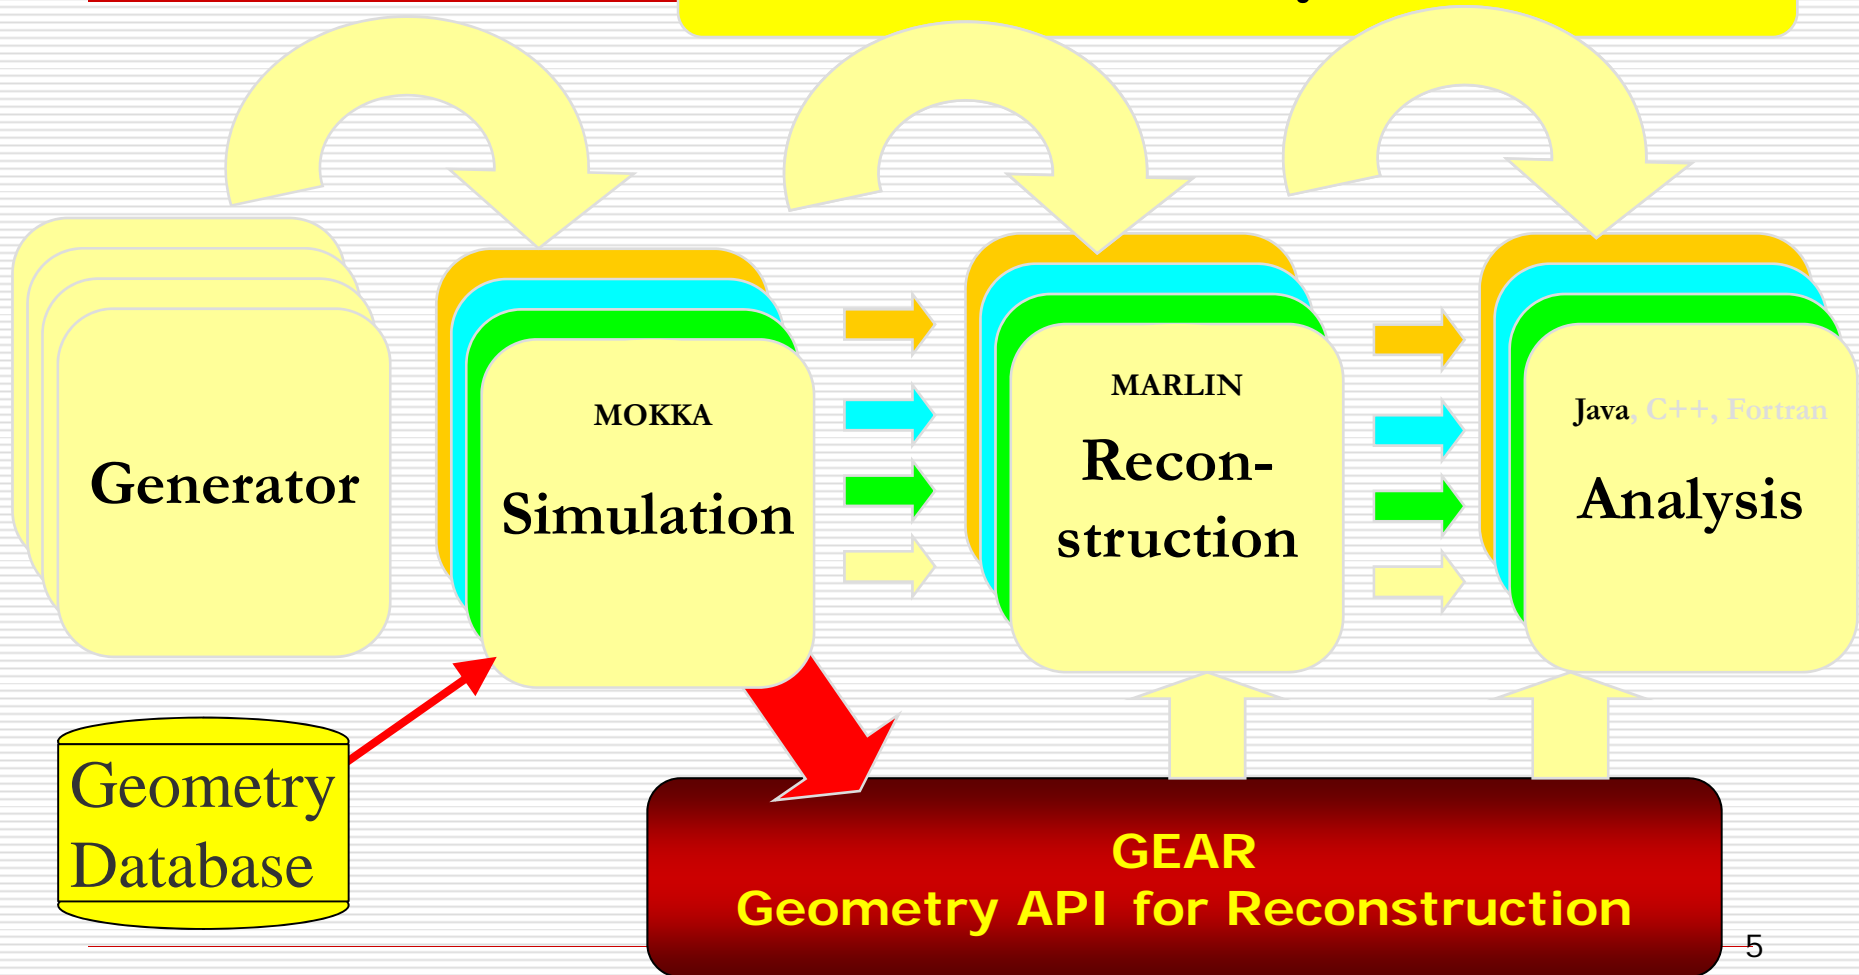 Generator
MOKKA
Simulation
MARLIN
Recon-
struction
Java, C++, Fortran
Analysis
Geometry
Database
GEAR
Geometry API for Reconstruction
5